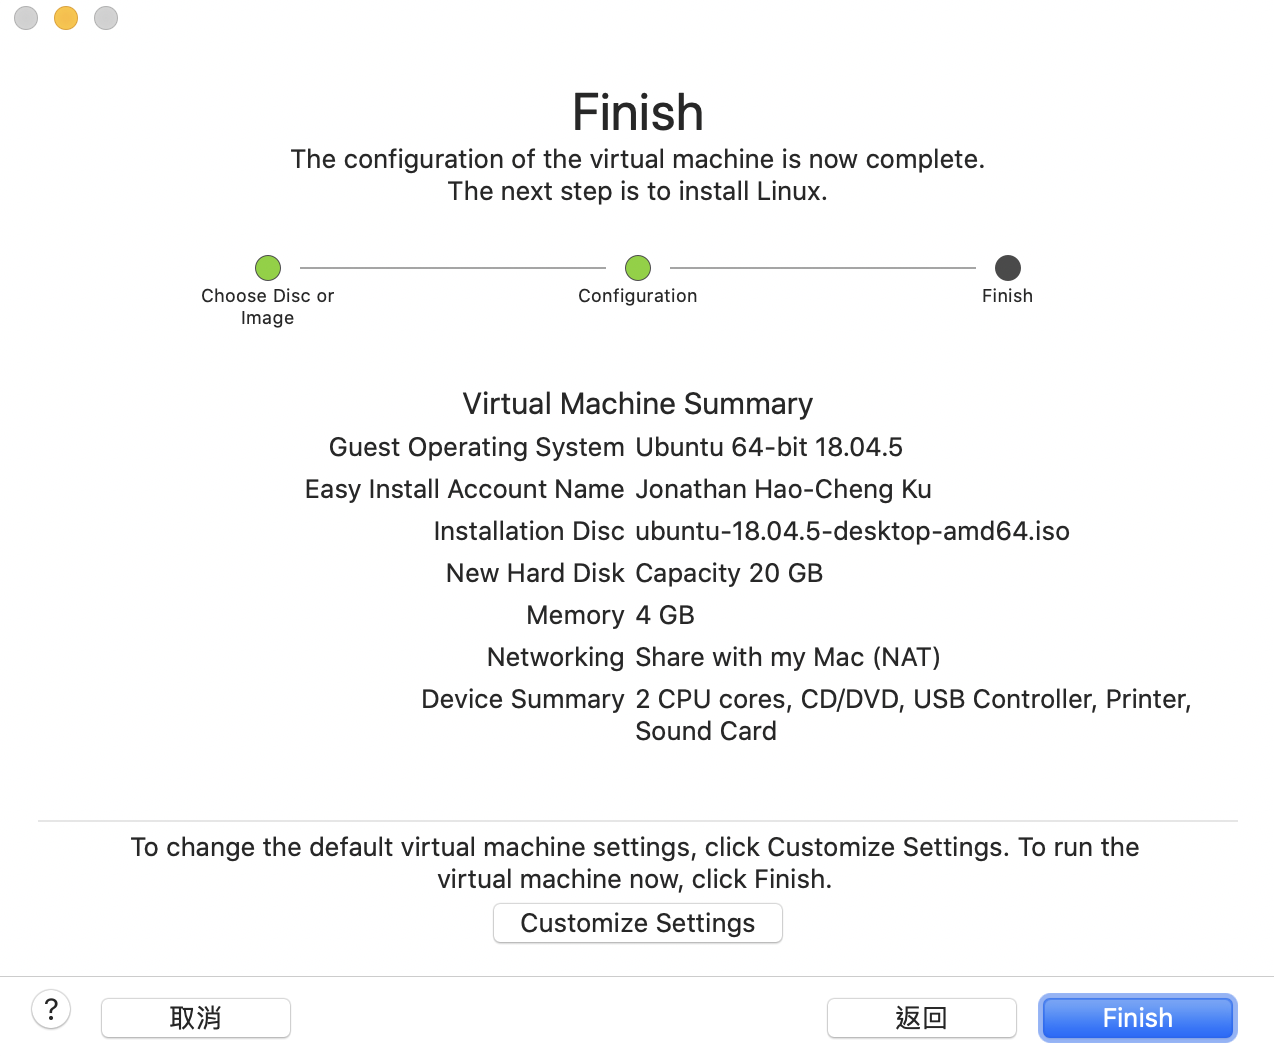 Finish
The configuration of the virtual machine is now complete.
The next step is to install Linux.
Choose Disc or
Image
Configuration
Finish
Virtual Machine Summary
Guest Operating System Ubuntu 64-bit 18.04.5
Easy Install Account Name Jonathan Hao-Cheng Ku
Installation Disc ubuntu-18.04.5-desktop-amd64.iso
New Hard Disk Capacity 20 GB
Memory 4 GB
Networking Share with my Mac (NAT)
Device Summary 2 CPU cores, CD/DVD, USB Controller, Printer,
Sound Card
To change the default virtual machine settings, click Customize Settings. To run the
virtual machine now, click Finish.
Customize Settings
? 取消 返回 Finish